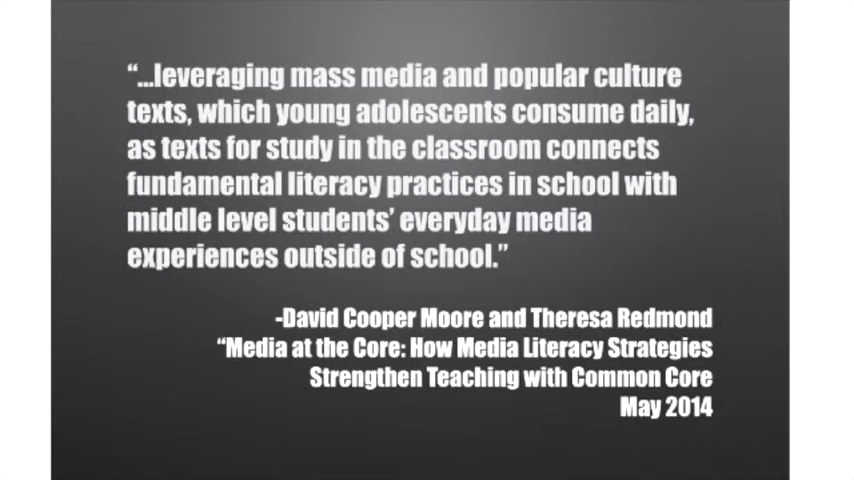 “...leveraging mass media and popular culture
texts, which young adolescents consume daily,
as texts for study in the classroom connects
fundamental literacy practices in school with
middle level students’ everyday media
experiences outside of school.”
-David Cooper Moore and Theresa Redmond
“Media at the Core: How Media Literacy Strategies
Strengthen Teaching with Common Core
May 2014